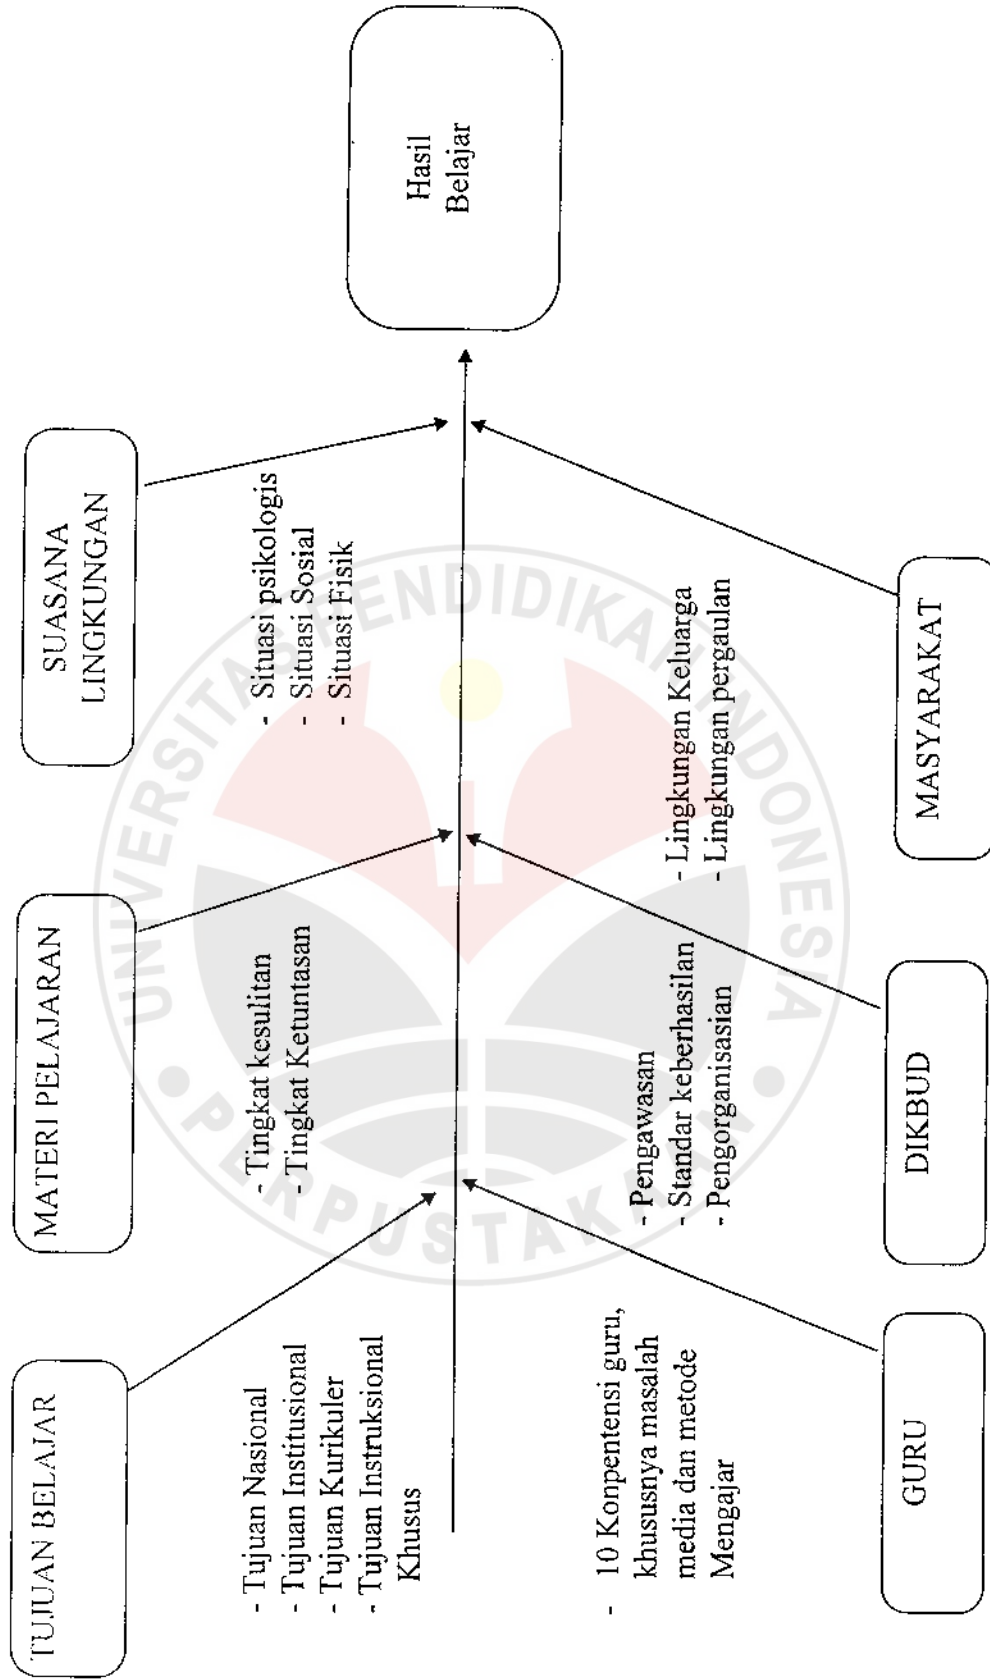 TUJUAN BELAJAR
- Tujuan Nasional
- Tujuan Institusional
- Tujuan Kurikuler
- Tujuan Instruksional
Khusus
MATERI PELAJARAN
- Tingkat kesulitan
- Tingkat Ketuntasan
SUASANA
LINGKUNGAN
- Situasi psikologis
- Situasi Sosial
- Situasi Fisik
Hasil
Belajar
- 10 Konpentensi guru,
khususnya masalah
media dan metode
Mengajar
GURU
- Pengawasan
- Standar keberhasilan
- Pengorganisasian
DIKBUD
- Lingkungan Keluarga
- Lingkungan pergaulan
MASYARAKAT
UNIVERSITAS PENDIDIKAN INDONESIA
PERPUSTAKAAN